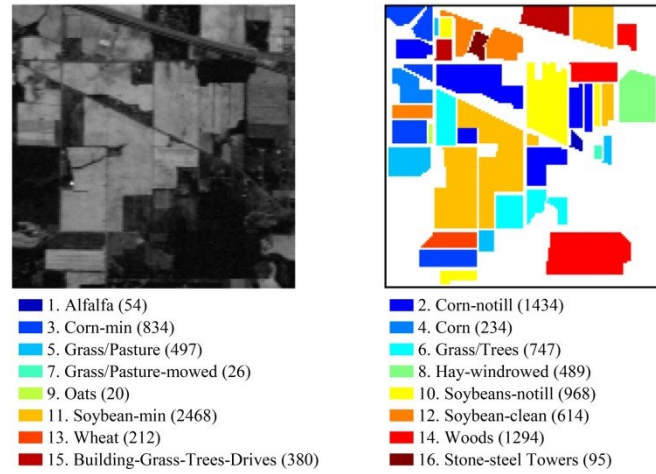 1. Alfalfa (54)
2. Corn-notill (1434)
3. Corn-min (834)
4. Corn (234)
5. Grass/Pasture (497)
6. Grass/Trees (747)
7. Grass/Pasture-mowed (26)
8. Hay-windrowed (489)
9. Oats (20)
10. Soybeans-notill (968)
11. Soybean-min (2468)
12. Soybean-clean (614)
13. Wheat (212)
14. Woods (1294)
15. Building-Grass-Trees-Drives (380)
16. Stone-steel Towers (95)